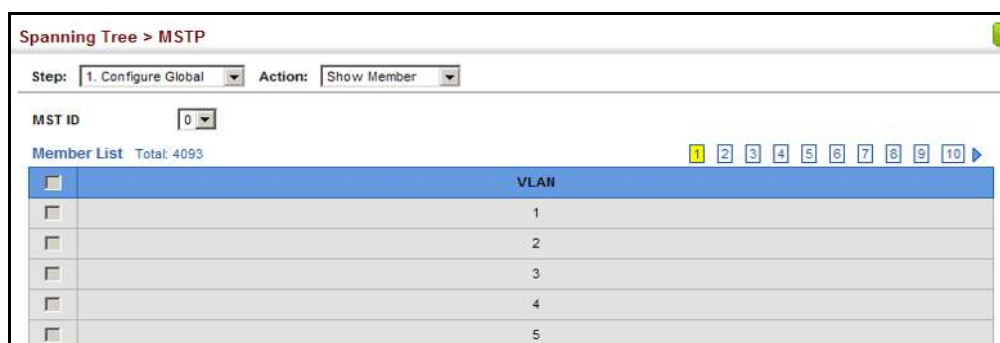 Spanning Tree > MSTP
Step: 1. Configure Global Action: Show Member
MST ID 0
Member List Total: 4093 1 2 3 4 5 6 7 8 9 10
VLAN
1
2
3
4
5